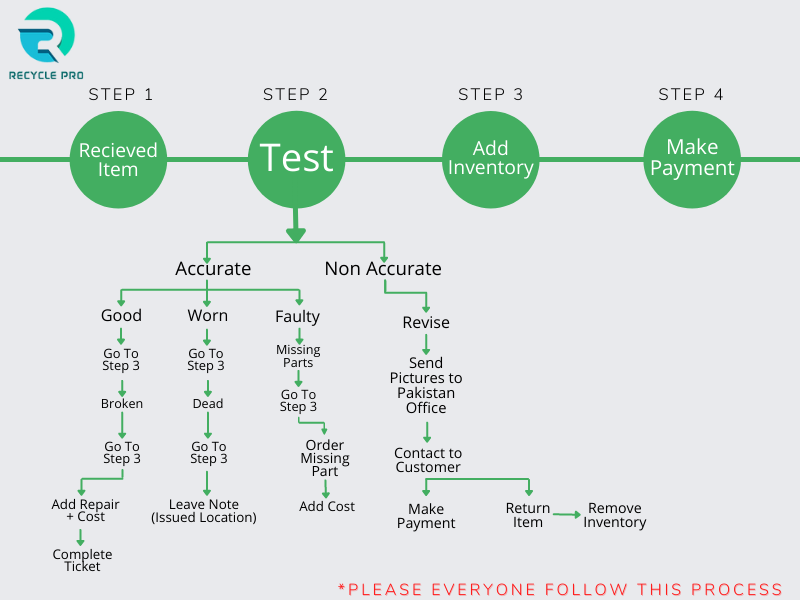 RECYCLE PRO
STEP 1
STEP 2
STEP 3
STEP 4
Recieved
Item
Test
Add
Inventory
Make
Payment
Accurate
Non Accurate
Good
Worn
Faulty
Revise
Go To
Step 3
Go To
Step 3
Missing
Parts
Send
Pictures to
Pakistan
Office
Broken
Dead
Go To
Step 3
Go To
Step 3
Go To
Step 3
Order
Missing
Part
Contact to
Customer
Add Repair
+ Cost
Leave Note
(Issued Location)
Add Cost
Make
Payment
Return
Item
Remove
Inventory
Complete
Ticket
*PLEASE EVERYONE FOLLOW THIS PROCESS